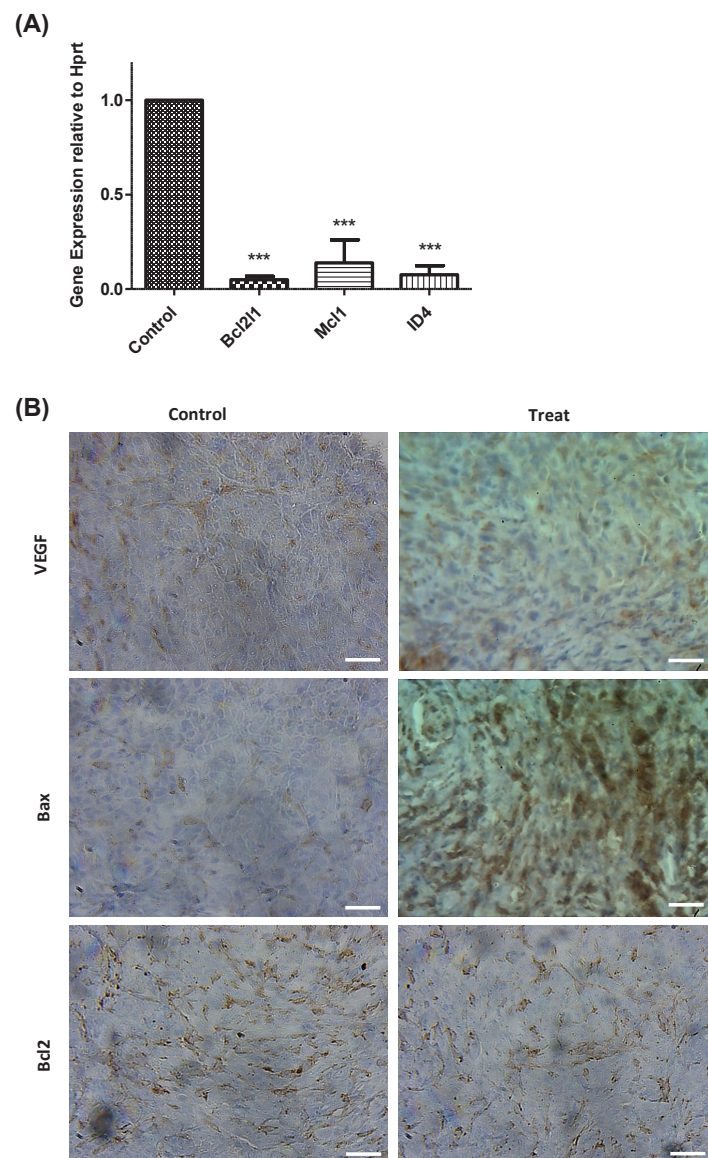 (A)
Gene Expression relative to Hprt
1.0
0.5
0.0
***
***
***
Control
Bcl2l1
Mcl1
ID4
(B)
Control
Treat
VEGF
Bax
Bcl2